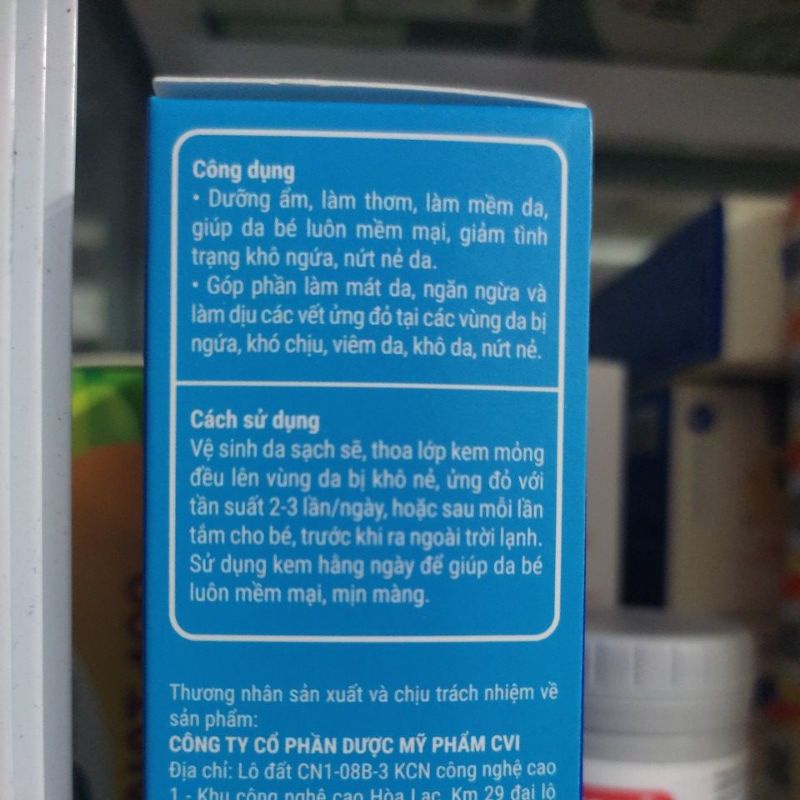 Công dụng
• Dưỡng ẩm, làm thơm, làm mềm da,
giúp da bé luôn mềm mại, giảm tình
trạng khô ngứa, nứt nẻ da.
• Góp phần làm mát da, ngăn ngừa và
làm dịu các vết ửng đỏ tại các vùng da bị
ngứa, khó chịu, viêm da, khô da, nứt nẻ.
Cách sử dụng
Vệ sinh da sạch sẽ, thoa lớp kem mỏng
đều lên vùng da bị khô nẻ, ửng đỏ với
tần suất 2-3 lần/ngày, hoặc sau mỗi lần
tắm cho bé, trước khi ra ngoài trời lạnh.
Sử dụng kem hằng ngày để giúp da bé
luôn mềm mại, mịn màng.
Thương nhân sản xuất và chịu trách nhiệm về
sản phẩm:
CÔNG TY CỔ PHẦN DƯỢC MỸ PHẨM CVI
Địa chỉ: Lô đất CN1-08B-3 KCN công nghệ cao
1 - Khu công nghệ cao Hòa Lạc, Km 29 đại lộ